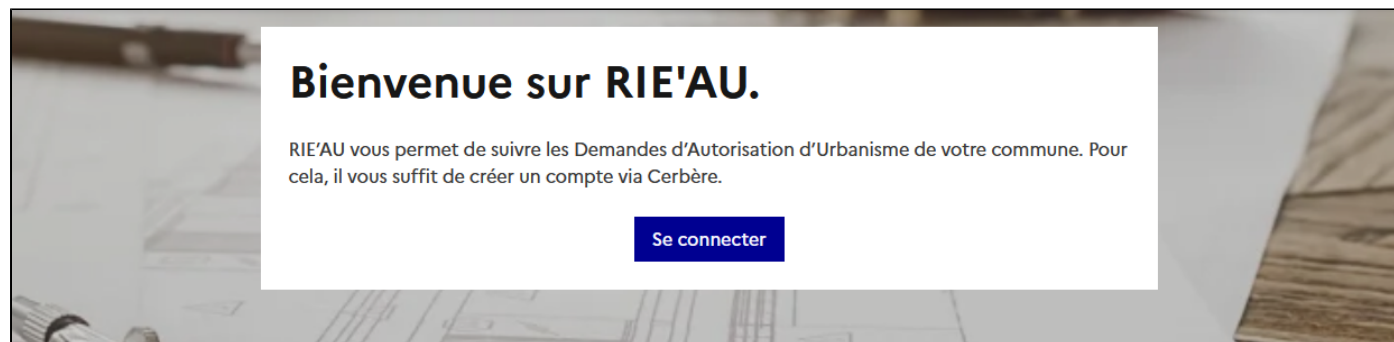 Bienvenue sur RIE'AU.
RIE’AU vous permet de suivre les Demandes d’Autorisation d’Urbanisme de votre commune. Pour
cela, il vous suffit de créer un compte via Cerbère.
Se connecter